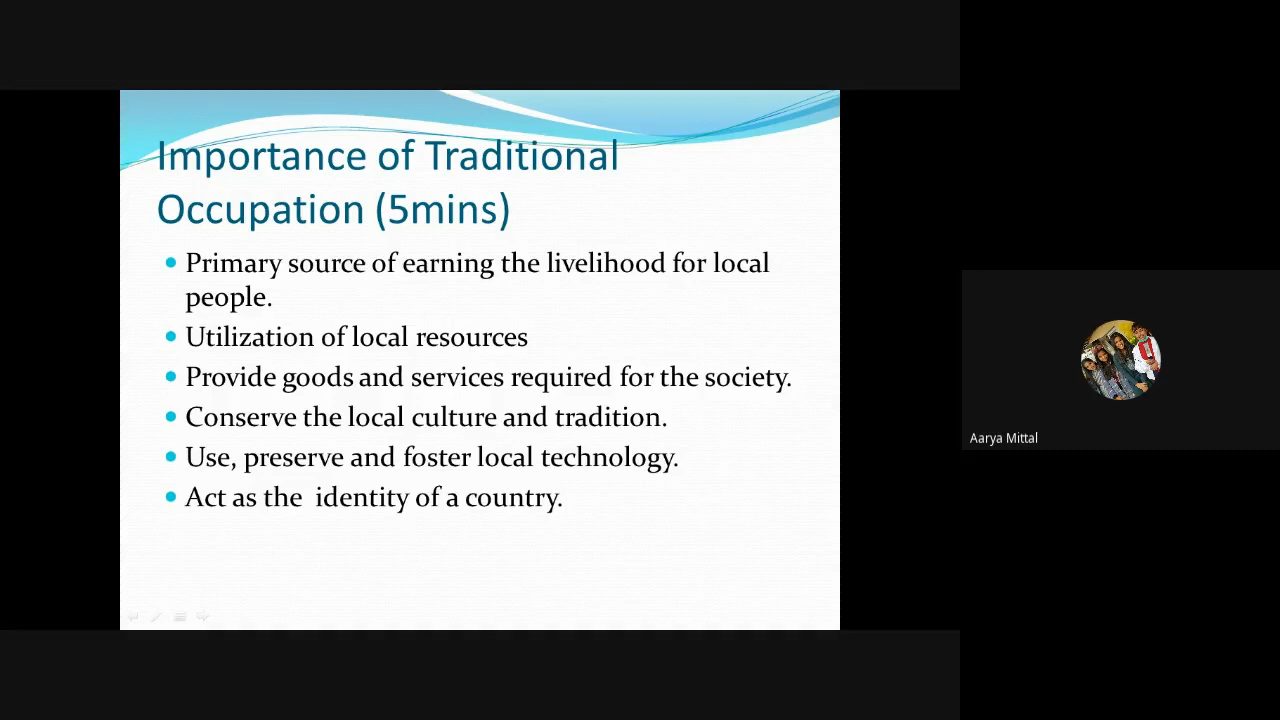 Importance of Traditional
Occupation (5mins)
Primary source of earning the livelihood for local
people.
Utilization of local resources
Provide goods and services required for the society.
Conserve the local culture and tradition.
Use, preserve and foster local technology.
Act as the  identity of a country.
Aarya Mittal